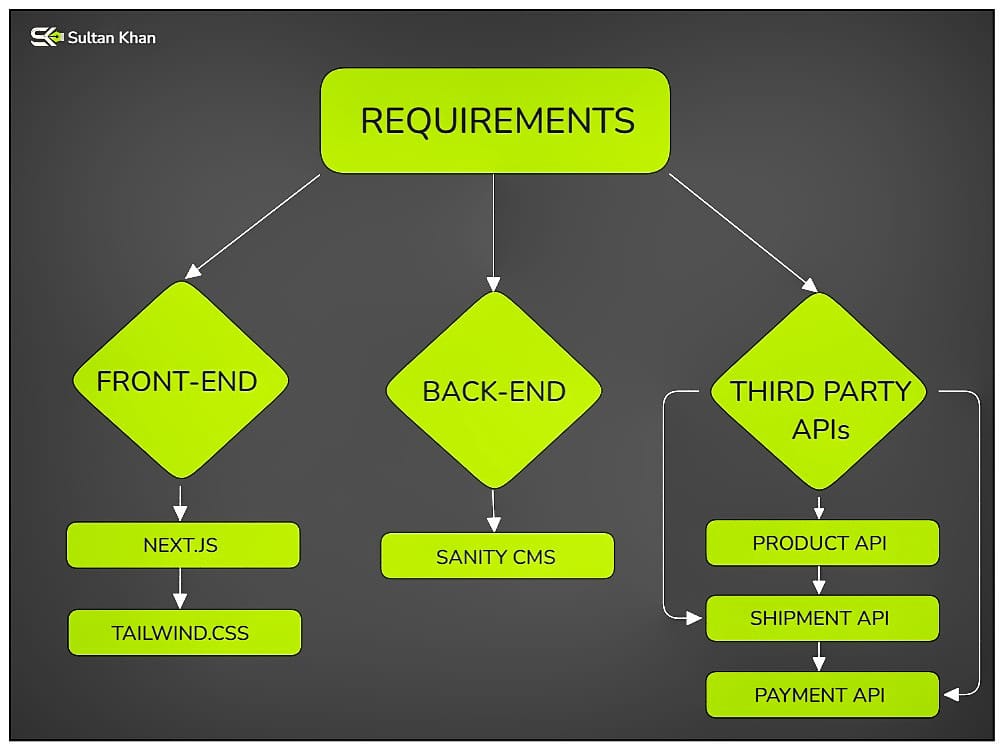 Sultan Khan
REQUIREMENTS
FRONT-END
BACK-END
THIRD PARTY
APIs
NEXT.JS
TAILWIND.CSS
SANITY CMS
PRODUCT API
SHIPMENT API
PAYMENT API